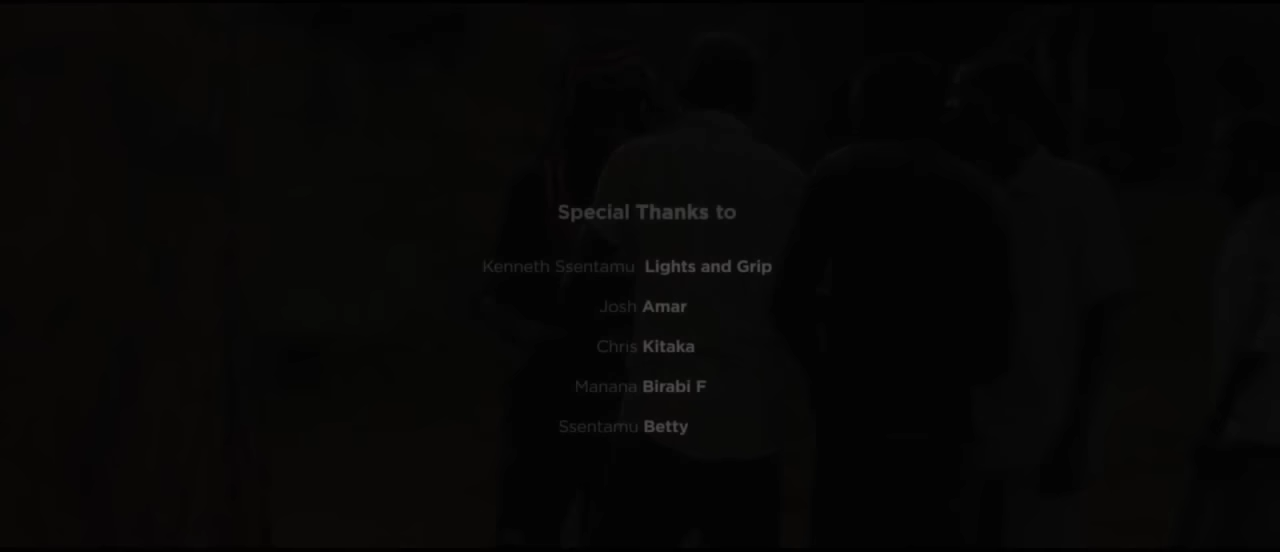 Special Thanks to
Kenneth Ssentamu Lights and Grip
Josh Amar
Chris Kitaka
Manana Birabi F
Ssentamu Betty